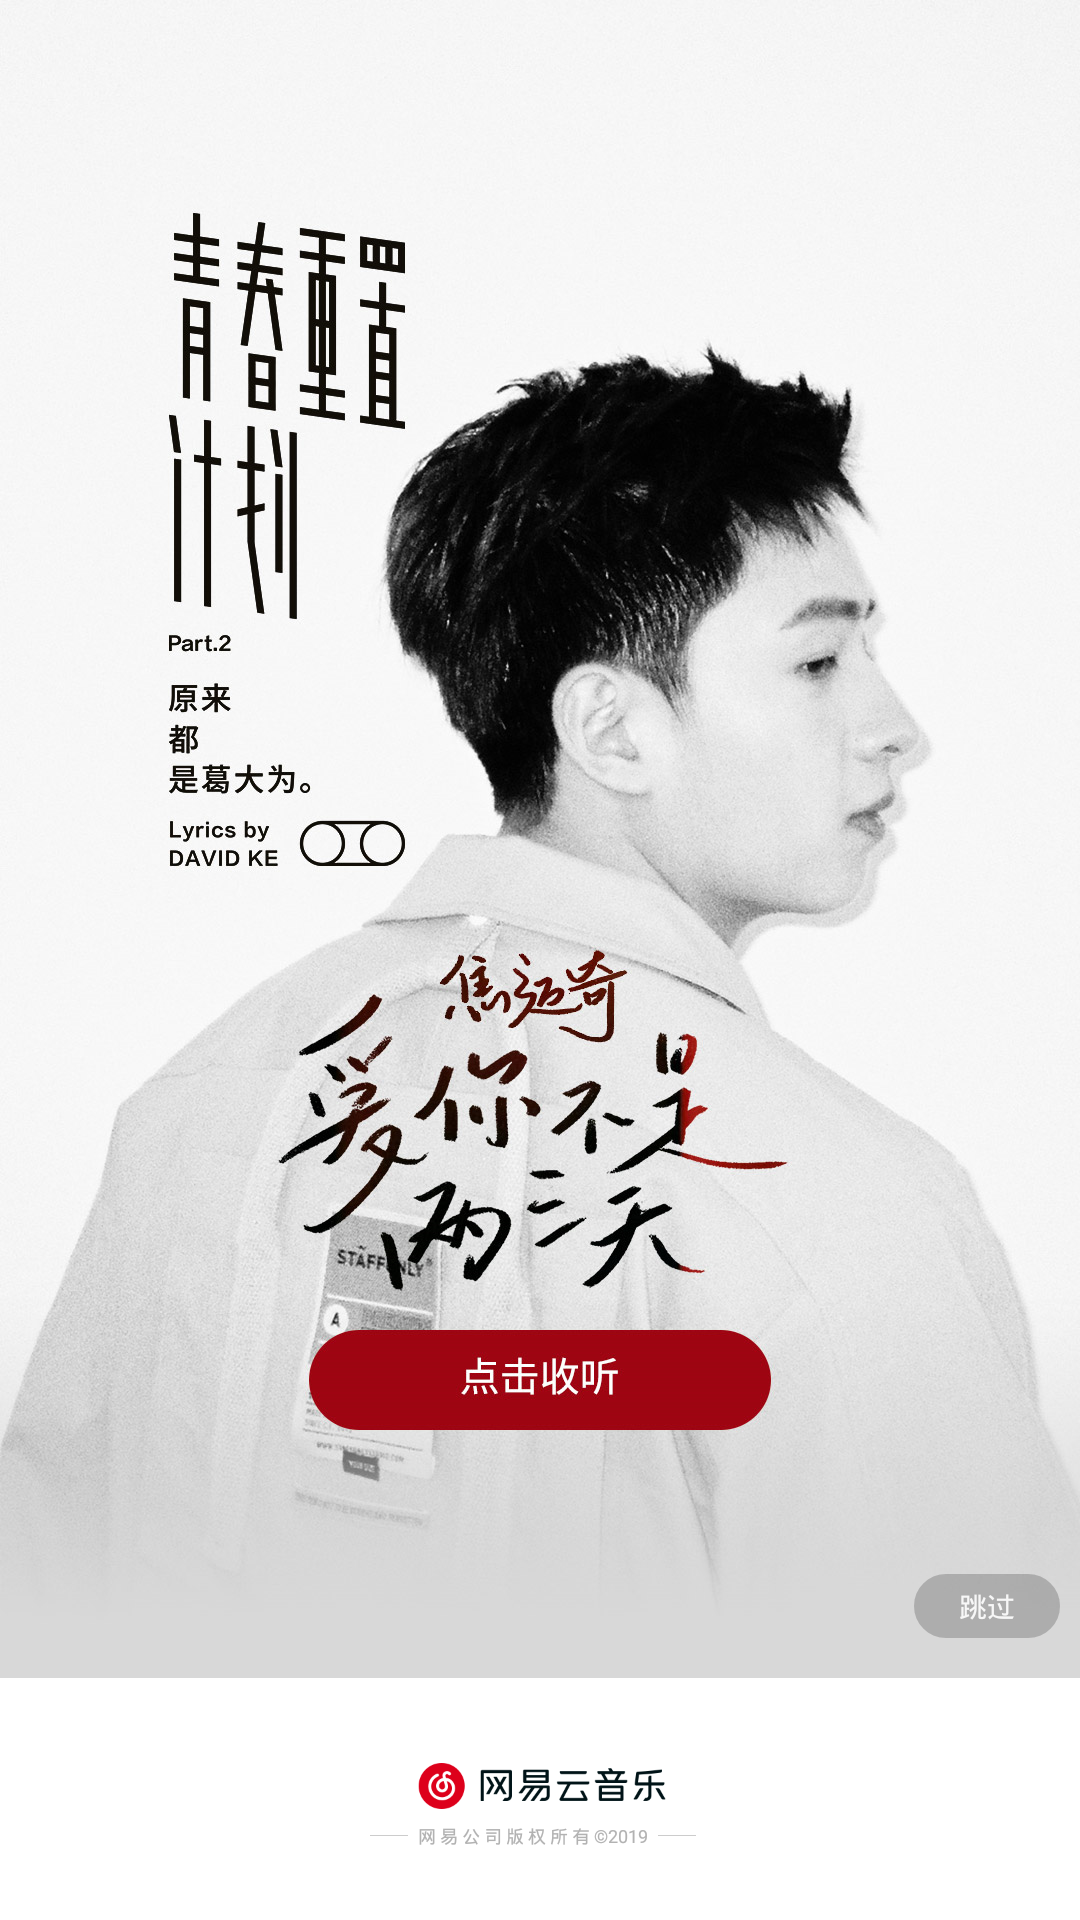 青春重置
计划
Part.2
原来
都
是葛大为。
Lyrics by
DAVID KE
焦迈奇
爱你不是
两三天
STAFFONLY®
A
点击收听
跳过
网易云音乐
网易公司版权所有©2019